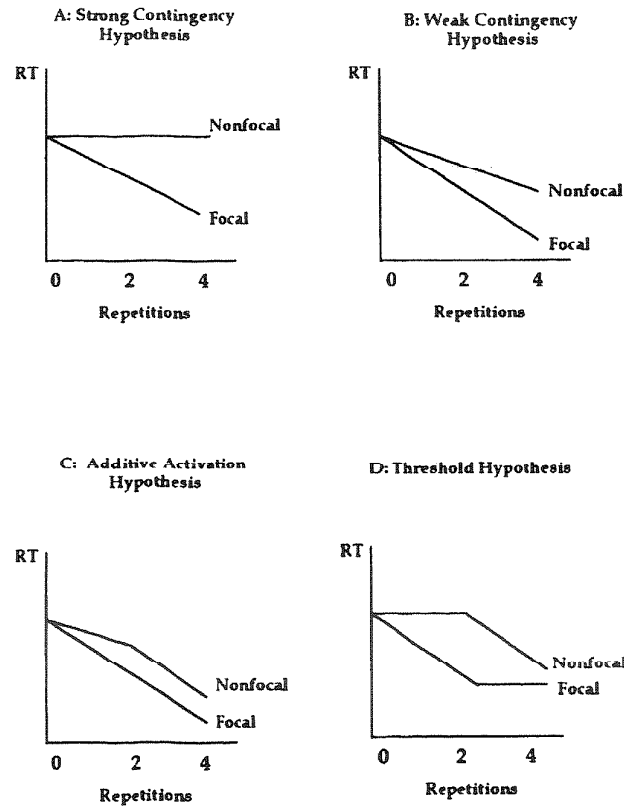 A: Strong Contingency
Hypothesis
RT
Nonfocal
Focal
0 2 4
Repetitions
B: Weak Contingency
Hypothesis
RT
Nonfocal
Focal
0 2 4
Repetitions
C: Additive Activation
Hypothesis
RT
Nonfocal
Focal
0 2 4
Repetitions
D: Threshold Hypothesis
RT
Nonfocal
Focal
0 2 4
Repetitions